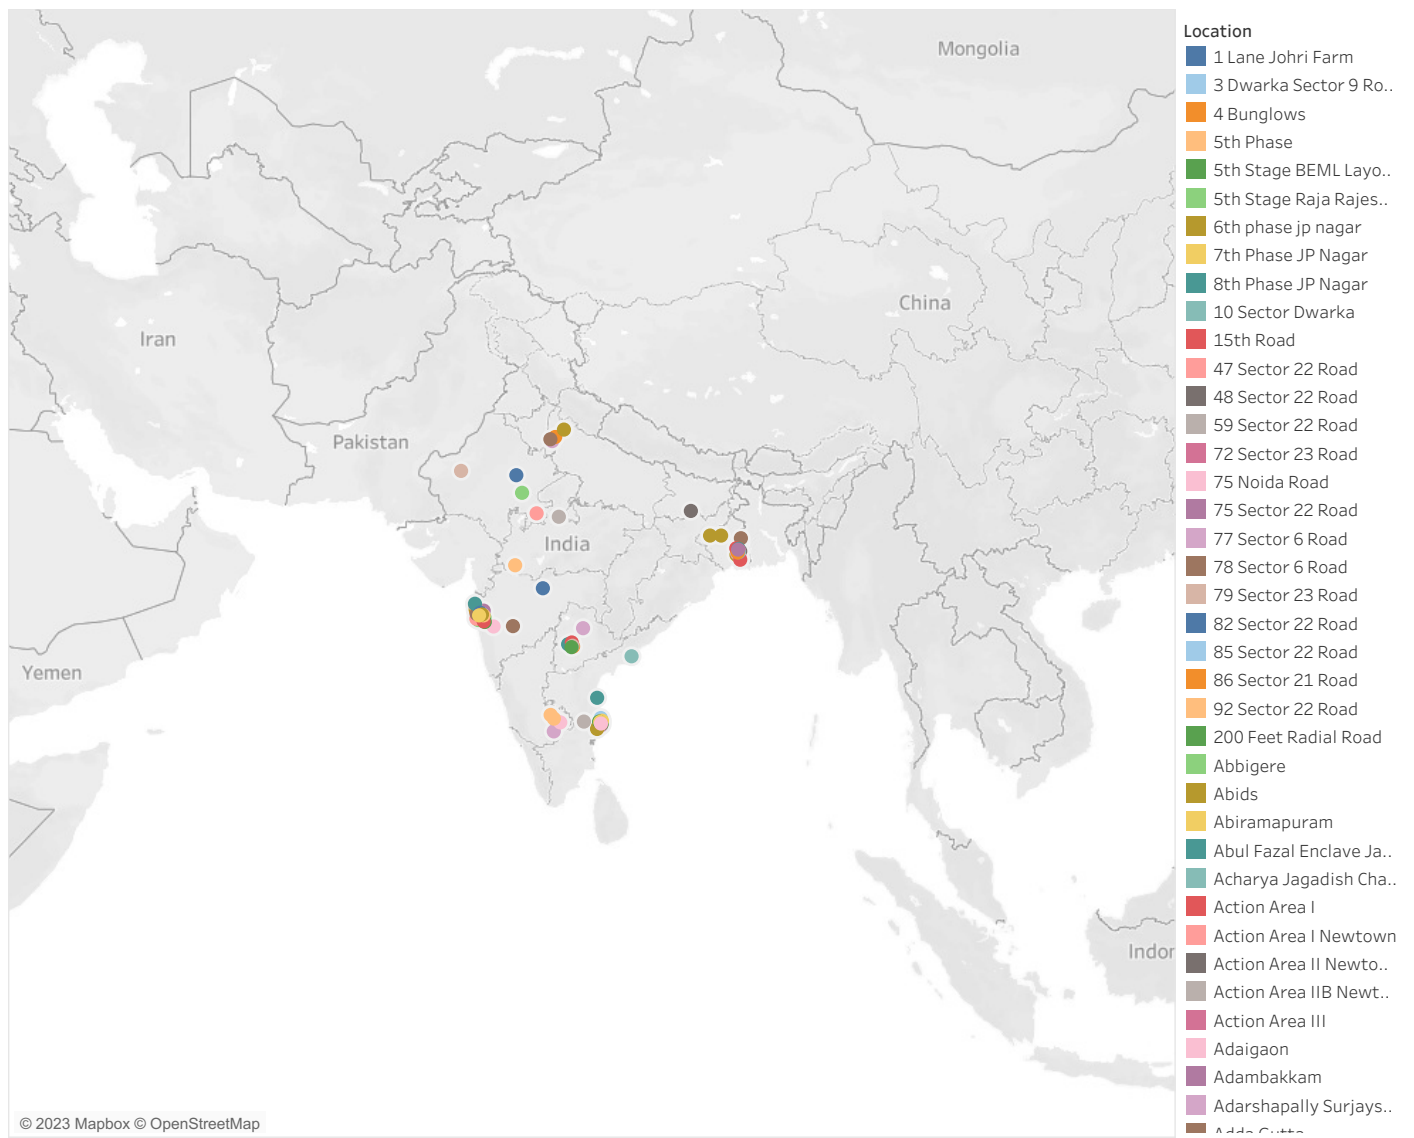 Mongolia
China
Iran
Pakistan
India
Yemen
Indor
© 2023 Mapbox © OpenStreetMap
Location
1 Lane Johri Farm
3 Dwarka Sector 9 Ro..
4 Bunglows
5th Phase
5th Stage BEML Layo..
5th Stage Raja Rajes..
6th phase jp nagar
7th Phase JP Nagar
8th Phase JP Nagar
10 Sector Dwarka
15th Road
47 Sector 22 Road
48 Sector 22 Road
59 Sector 22 Road
72 Sector 23 Road
75 Noida Road
75 Sector 22 Road
77 Sector 6 Road
78 Sector 6 Road
79 Sector 23 Road
82 Sector 22 Road
85 Sector 22 Road
86 Sector 21 Road
92 Sector 22 Road
200 Feet Radial Road
Abbigere
Abids
Abiramapuram
Abul Fazal Enclave Ja..
Acharya Jagadish Cha..
Action Area I
Action Area I Newtown
Action Area II Newto..
Action Area IIB Newt..
Action Area III
Adaigaon
Adambakkam
Adarshapally Surjays..